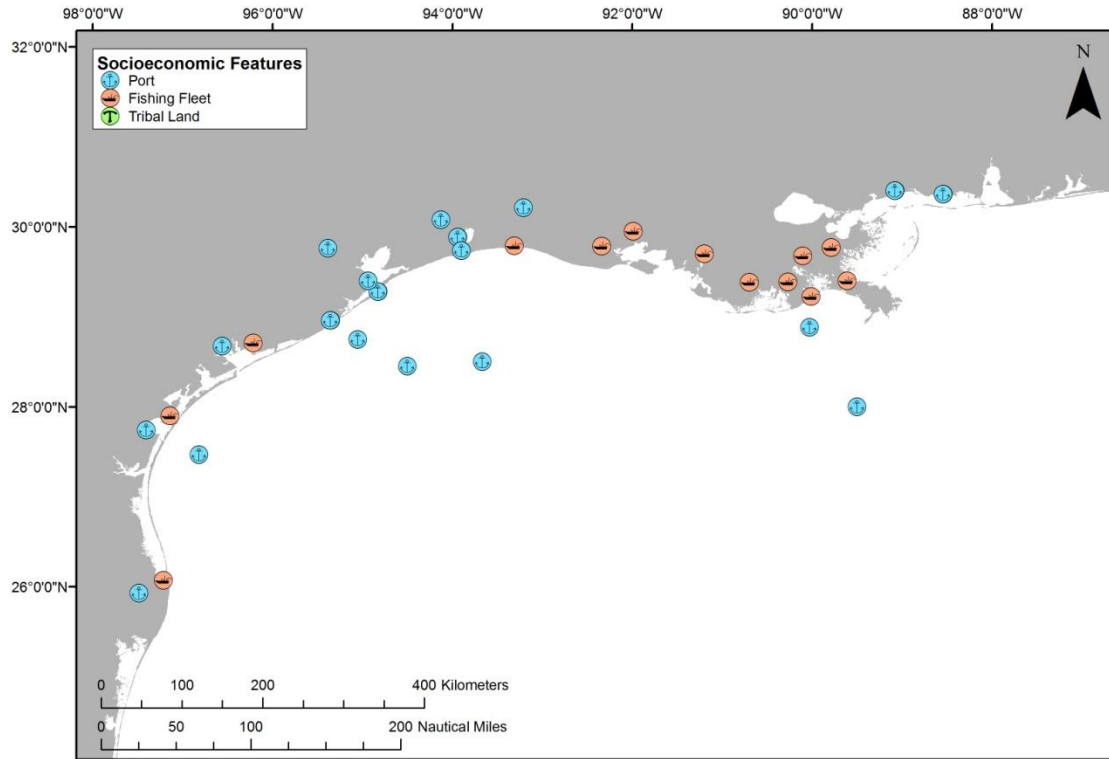 98°0'0"W 96°0'0"W 94°0'0"W 92°0'0"W 90°0'0"W 88°0'0"W
32°0'0"N
Socioeconomic Features
Port
Fishing Fleet
Tribal Land
N
30°0'0"N
28°0'0"N
26°0'0"N
0 100 200 400 Kilometers
0 50 100 200 Nautical Miles